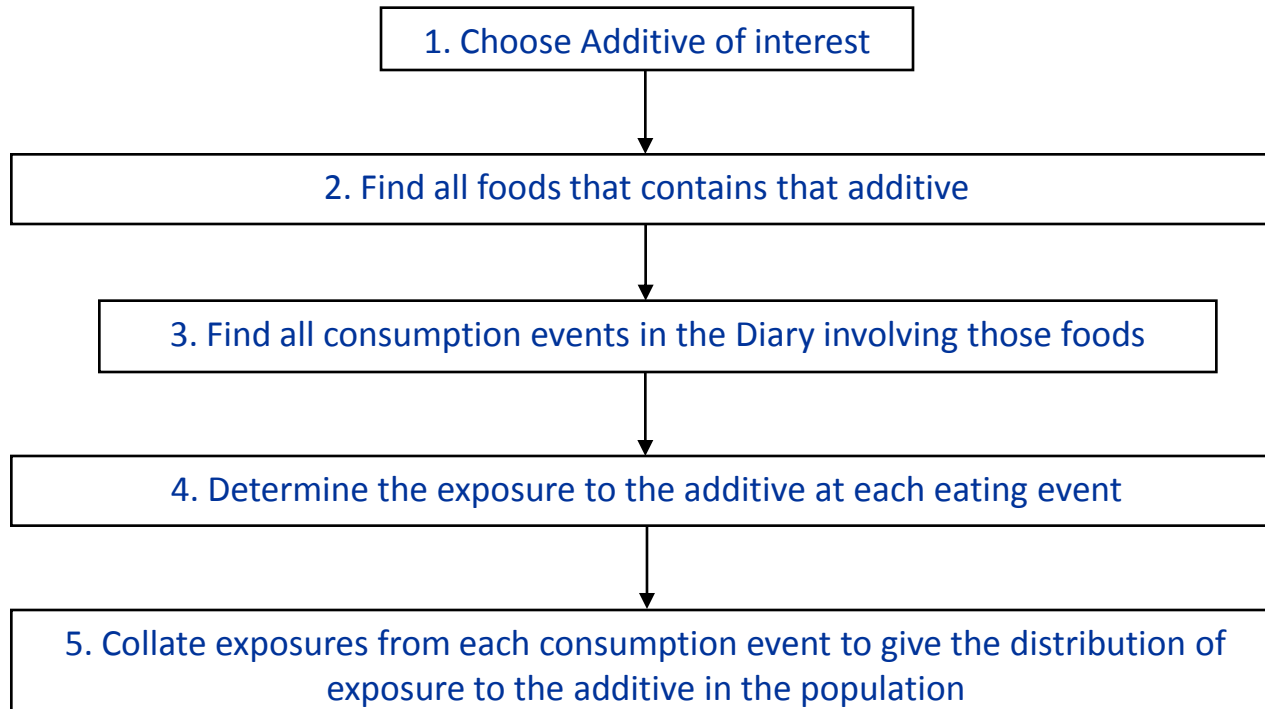 1. Choose Additive of interest
2. Find all foods that contains that additive
3. Find all consumption events in the Diary involving those foods
4. Determine the exposure to the additive at each eating event
5. Collate exposures from each consumption event to give the distribution of
exposure to the additive in the population